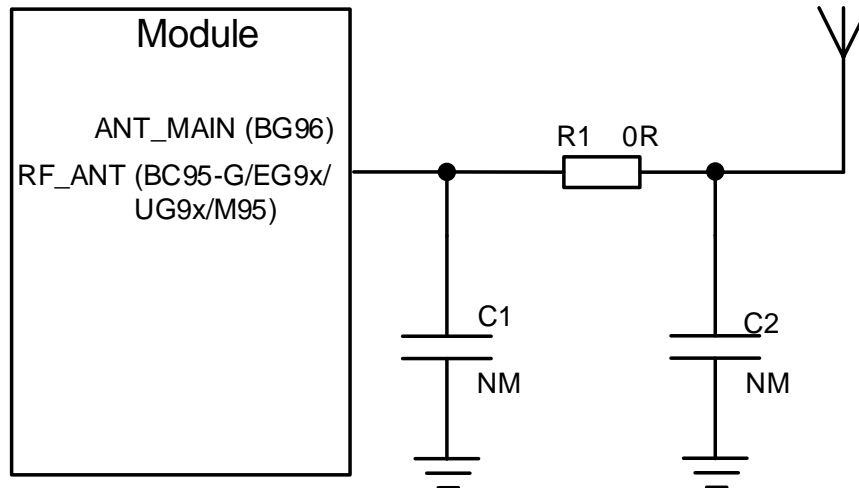 Module
ANT_MAIN (BG96)
RF_ANT (BC95-G/EG9x/
UG9x/M95)
R1 0R
C1
NM
C2
NM